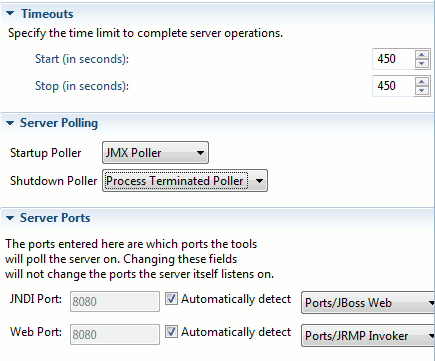 Timeouts
Specify the time limit to complete server operations.
Start (in seconds): 450
Stop (in seconds): 450
Server Polling
Startup Poller JMX Poller
Shutdown Poller Process Terminated Poller
Server Ports
The ports entered here are which ports the tools
will poll the server on. Changing these fields
will not change the ports the server itself listens on.
JNDI Port: 8080 Automatically detect Ports/JBoss Web
Web Port: 8080 Automatically detect Ports/JRMP Invoker